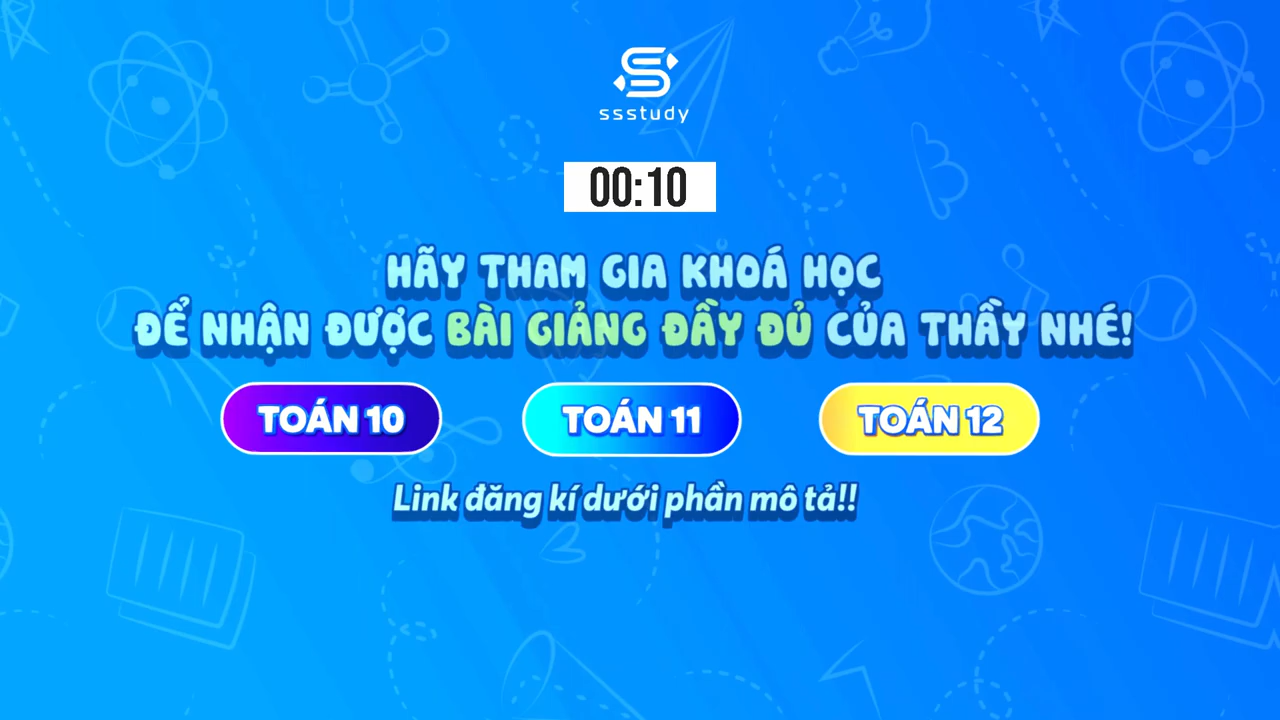 ssstudy
00:10
HÃY THAM GIA KHOÁ HỌC
ĐỂ NHẬN ĐƯỢC BÀI GIẢNG ĐẦY ĐỦ CỦA THẦY NHÉ!
TOÁN 10
TOÁN 11
TOÁN 12
Link đăng kí dưới phần mô tả!!